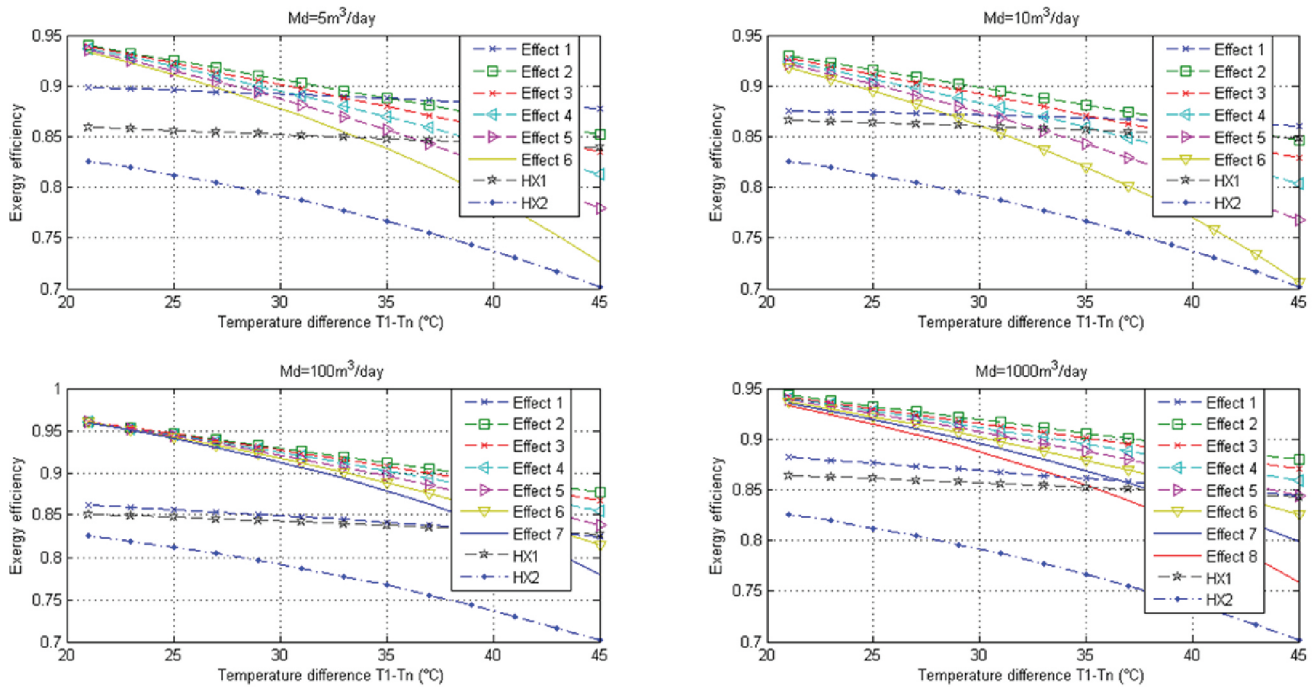 Md=5m³/day
Exergy efficiency
0.95
0.9
0.85
0.8
0.75
0.7
20
25
30
35
40
45
Temperature difference T1-Tn (°C)
Effect 1
Effect 2
Effect 3
Effect 4
Effect 5
Effect 6
HX1
HX2
Md=10m³/day
Exergy efficiency
0.95
0.9
0.85
0.8
0.75
0.7
20
25
30
35
40
45
Temperature difference T1-Tn (°C)
Effect 1
Effect 2
Effect 3
Effect 4
Effect 5
Effect 6
HX1
HX2
Md=100m³/day
Exergy efficiency
1
0.95
0.9
0.85
0.8
0.75
0.7
20
25
30
35
40
45
Temperature difference T1-Tn (°C)
Effect 1
Effect 2
Effect 3
Effect 4
Effect 5
Effect 6
Effect 7
HX1
HX2
Md=1000m³/day
Exergy efficiency
0.95
0.9
0.85
0.8
0.75
0.7
20
25
30
35
40
45
Temperature difference T1-Tn (°C)
Effect 1
Effect 2
Effect 3
Effect 4
Effect 5
Effect 6
Effect 7
Effect 8
HX1
HX2